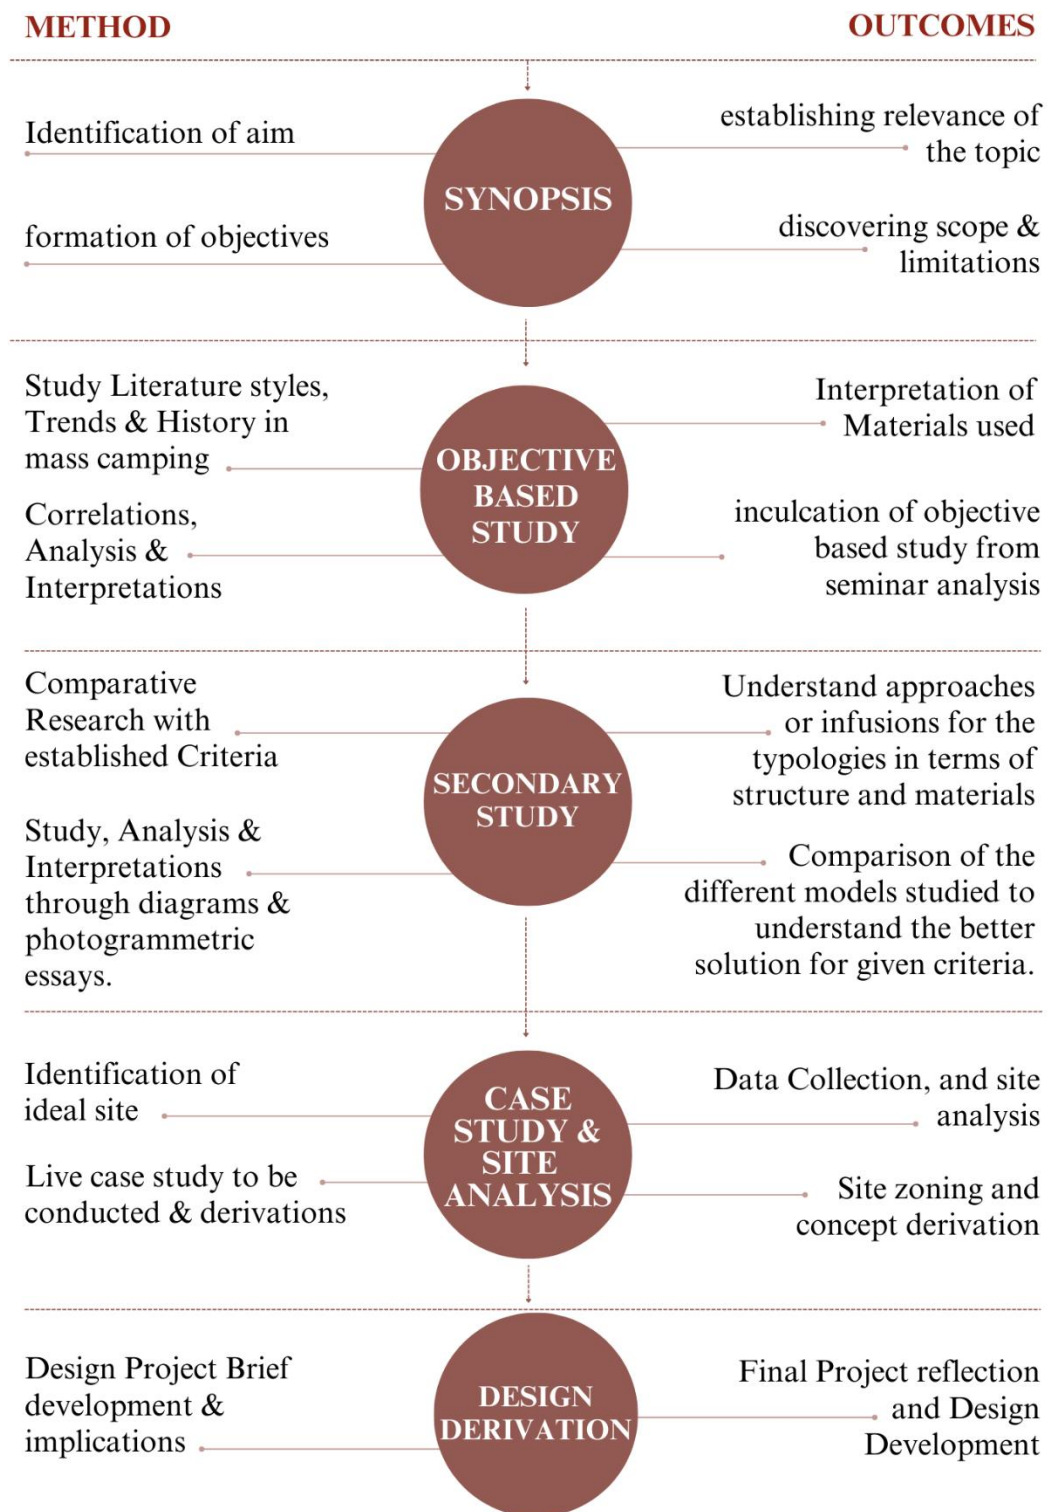 METHOD
OUTCOMES
Identification of aim
formation of objectives
SYNOPSIS
establishing relevance of
the topic
discovering scope &
limitations
Study Literature styles,
Trends & History in
mass camping
Correlations,
Analysis &
Interpretations
OBJECTIVE
BASED
STUDY
Interpretation of
Materials used
inculcation of objective
based study from
seminar analysis
Comparative
Research with
established Criteria
Study, Analysis &
Interpretations
through diagrams &
photogrammetric
essays.
SECONDARY
STUDY
Understand approaches
or infusions for the
typologies in terms of
structure and materials
Comparison of the
different models studied to
understand the better
solution for given criteria.
Identification of
ideal site
Live case study to be
conducted & derivations
CASE
STUDY &
SITE
ANALYSIS
Data Collection, and site
analysis
Site zoning and
concept derivation
Design Project Brief
development &
implications
DESIGN
DERIVATION
Final Project reflection
and Design
Development